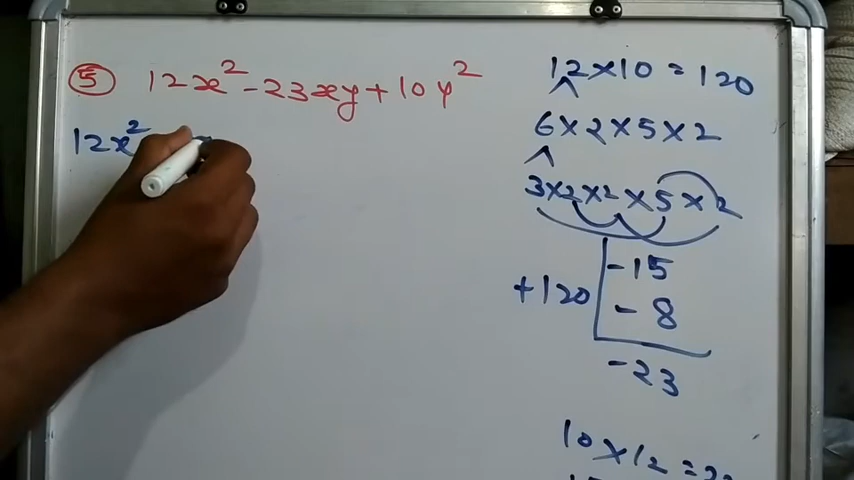 ⑤ 12x² - 23xy + 10y²
12x²
12 × 10 = 120
6 × 2 × 5 × 2
3 × 2 × 2 × 5 × 2
+120
- 15
- 8
- 23
10 × 12 =